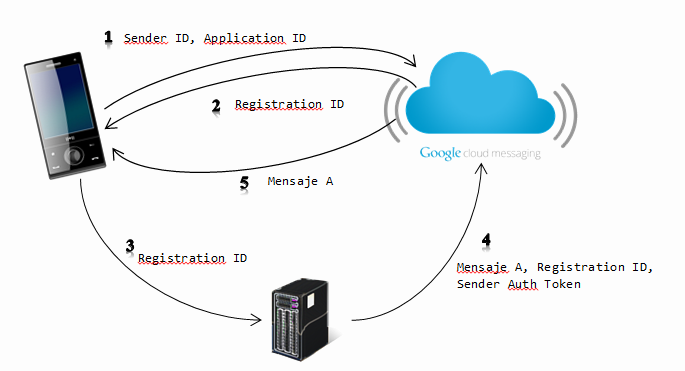 1 Sender ID, Application ID
2 Registration ID
Google cloud messaging
5 Mensaje A
3 Registration ID
4
Mensaje A, Registration ID,
Sender Auth Token